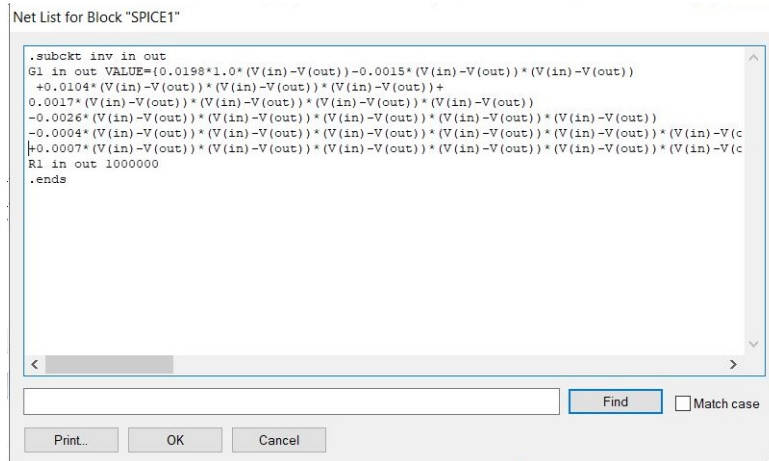 Net List for Block "SPICE1"
.subckt inv in out
G1 in out VALUE={0.0198*1.0*(V(in)-V(out))-0.0015*(V(in)-V(out))*(V(in)-V(out))
+0.0104*(V(in)-V(out))*(V(in)-V(out))*(V(in)-V(out))+
0.0017*(V(in)-V(out))*(V(in)-V(out))*(V(in)-V(out))*(V(in)-V(out))
-0.0026*(V(in)-V(out))*(V(in)-V(out))*(V(in)-V(out))*(V(in)-V(out))*(V(in)-V(out))
-0.0004*(V(in)-V(out))*(V(in)-V(out))*(V(in)-V(out))*(V(in)-V(out))*(V(in)-V(out))*(V(in)-V(c
+0.0007*(V(in)-V(out))*(V(in)-V(out))*(V(in)-V(out))*(V(in)-V(out))*(V(in)-V(out))*(V(in)-V(c
R1 in out 1000000
.ends
Find
Match case
Print...
OK
Cancel